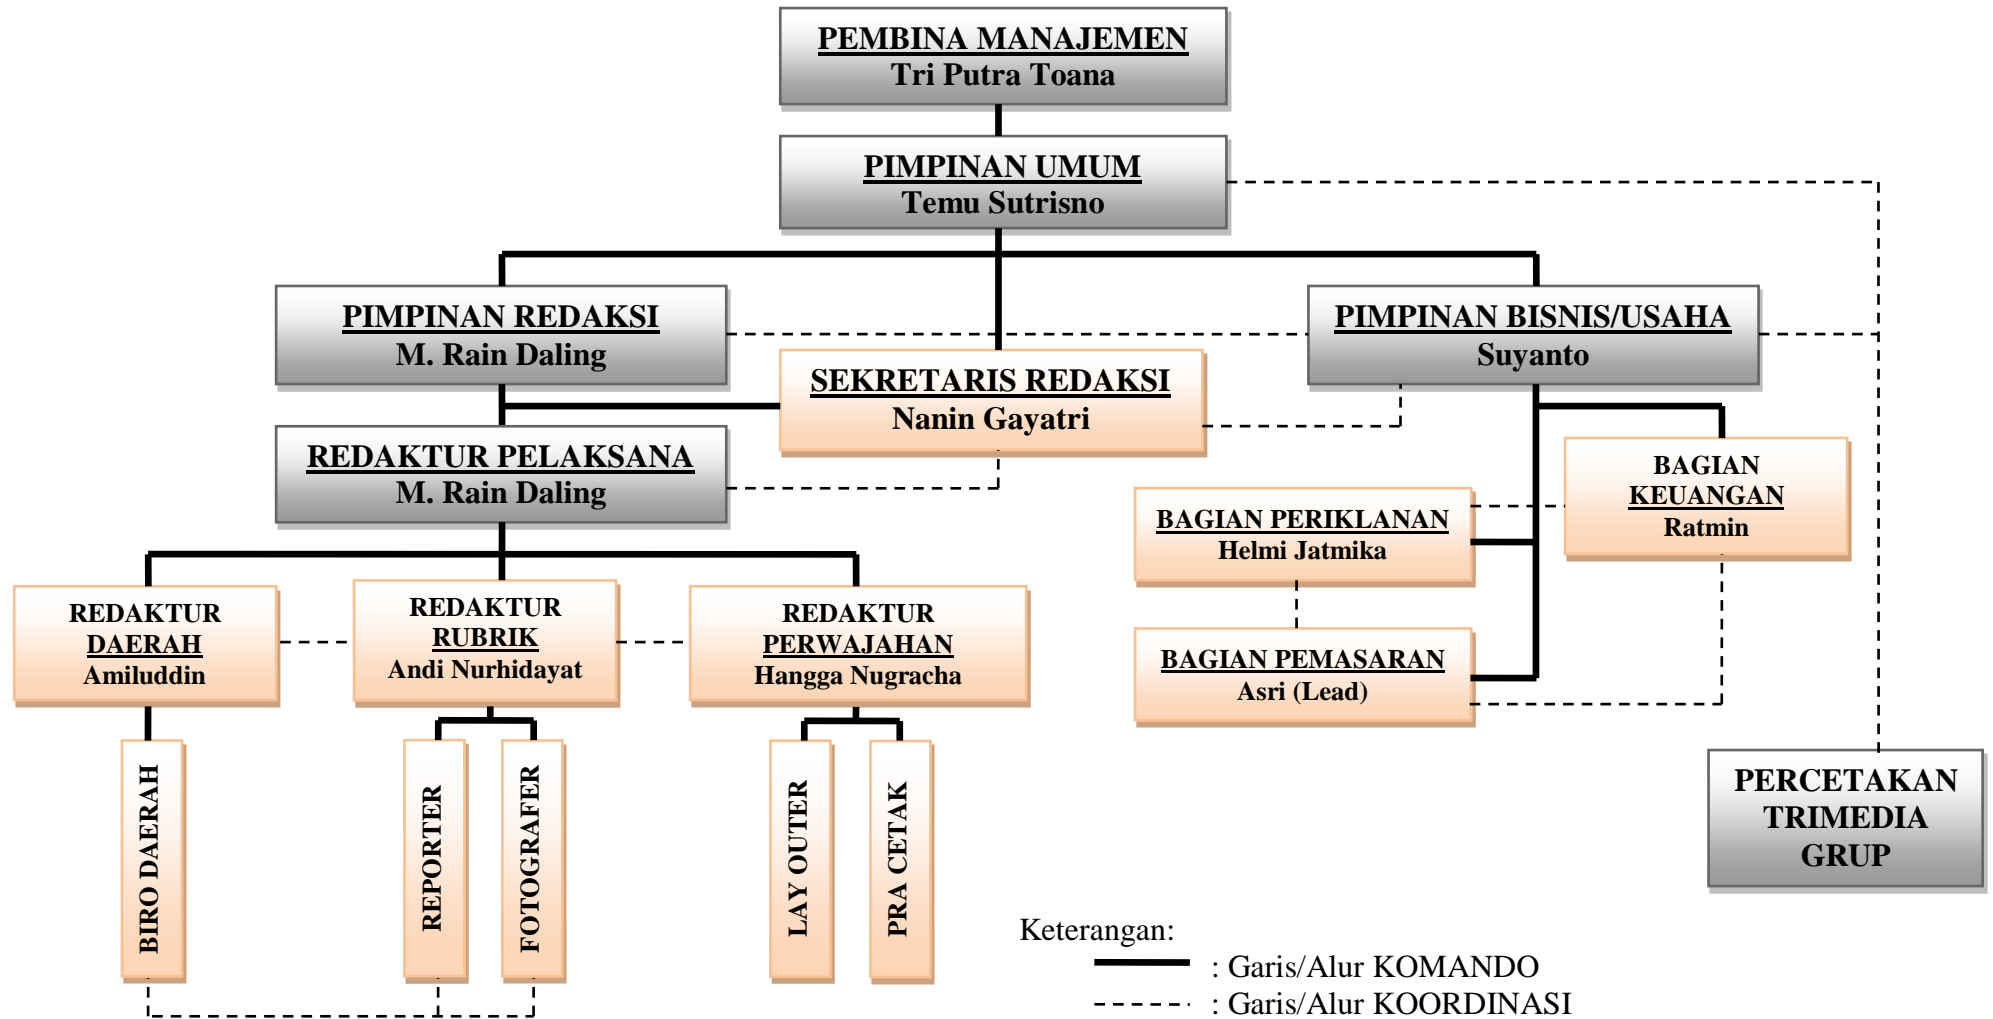 PEMBINA MANAJEMEN
Tri Putra Toana
PIMPINAN UMUM
Temu Sutrisno
PIMPINAN REDAKSI
M. Rain Daling
PIMPINAN BISNIS/USAHA
Suyanto
SEKRETARIS REDAKSI
Nanin Gayatri
REDAKTUR PELAKSANA
M. Rain Daling
BAGIAN
KEUANGAN
Ratmin
BAGIAN PERIKLANAN
Helmi Jatmika
BAGIAN PEMASARAN
Asri (Lead)
REDAKTUR
DAERAH
Amiluddin
REDAKTUR
RUBRIK
Andi Nurhidayat
REDAKTUR
PERWAJAHAN
Hangga Nugracha
BIRO DAERAH
REPORTER
FOTOGRAFER
LAY OUTER
PRA CETAK
PERCETAKAN
TRIMEDIA
GRUP
Keterangan:
: Garis/Alur KOMANDO
: Garis/Alur KOORDINASI